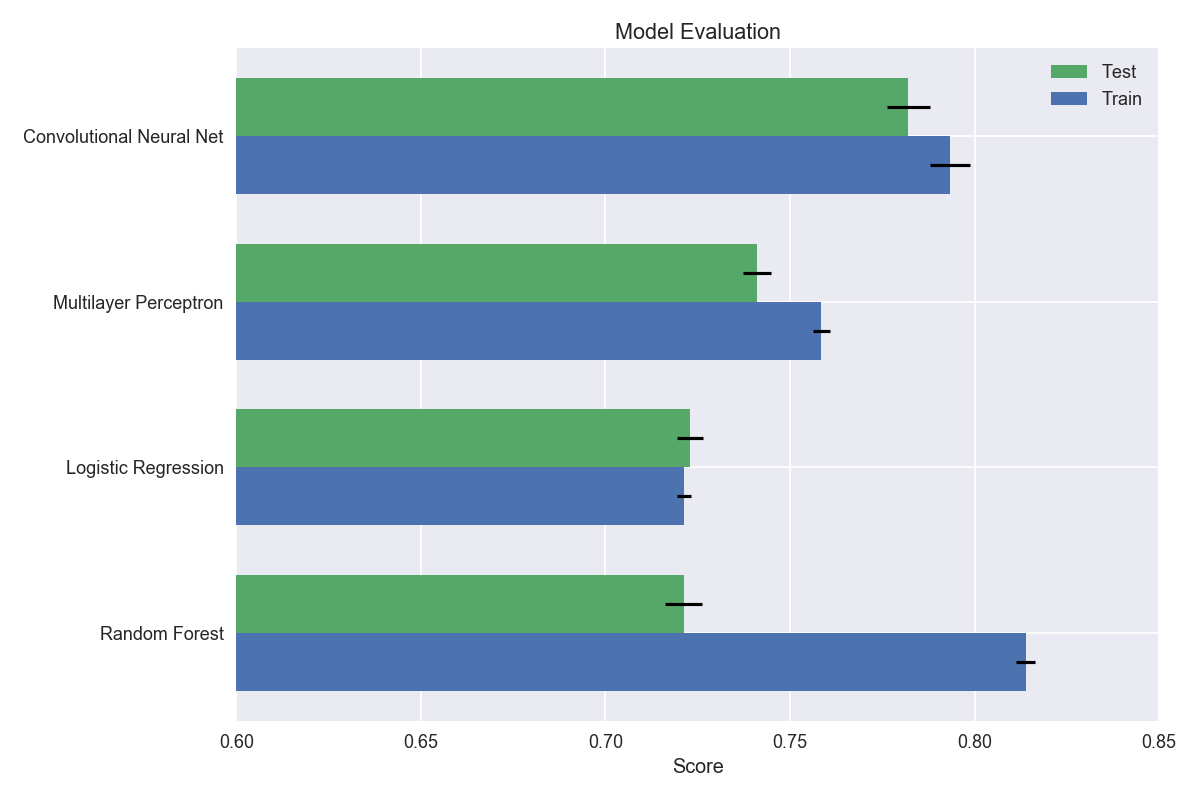 Model Evaluation
Test
Train
Convolutional Neural Net
Multilayer Perceptron
Logistic Regression
Random Forest
0.60 0.65 0.70 0.75 0.80 0.85
Score